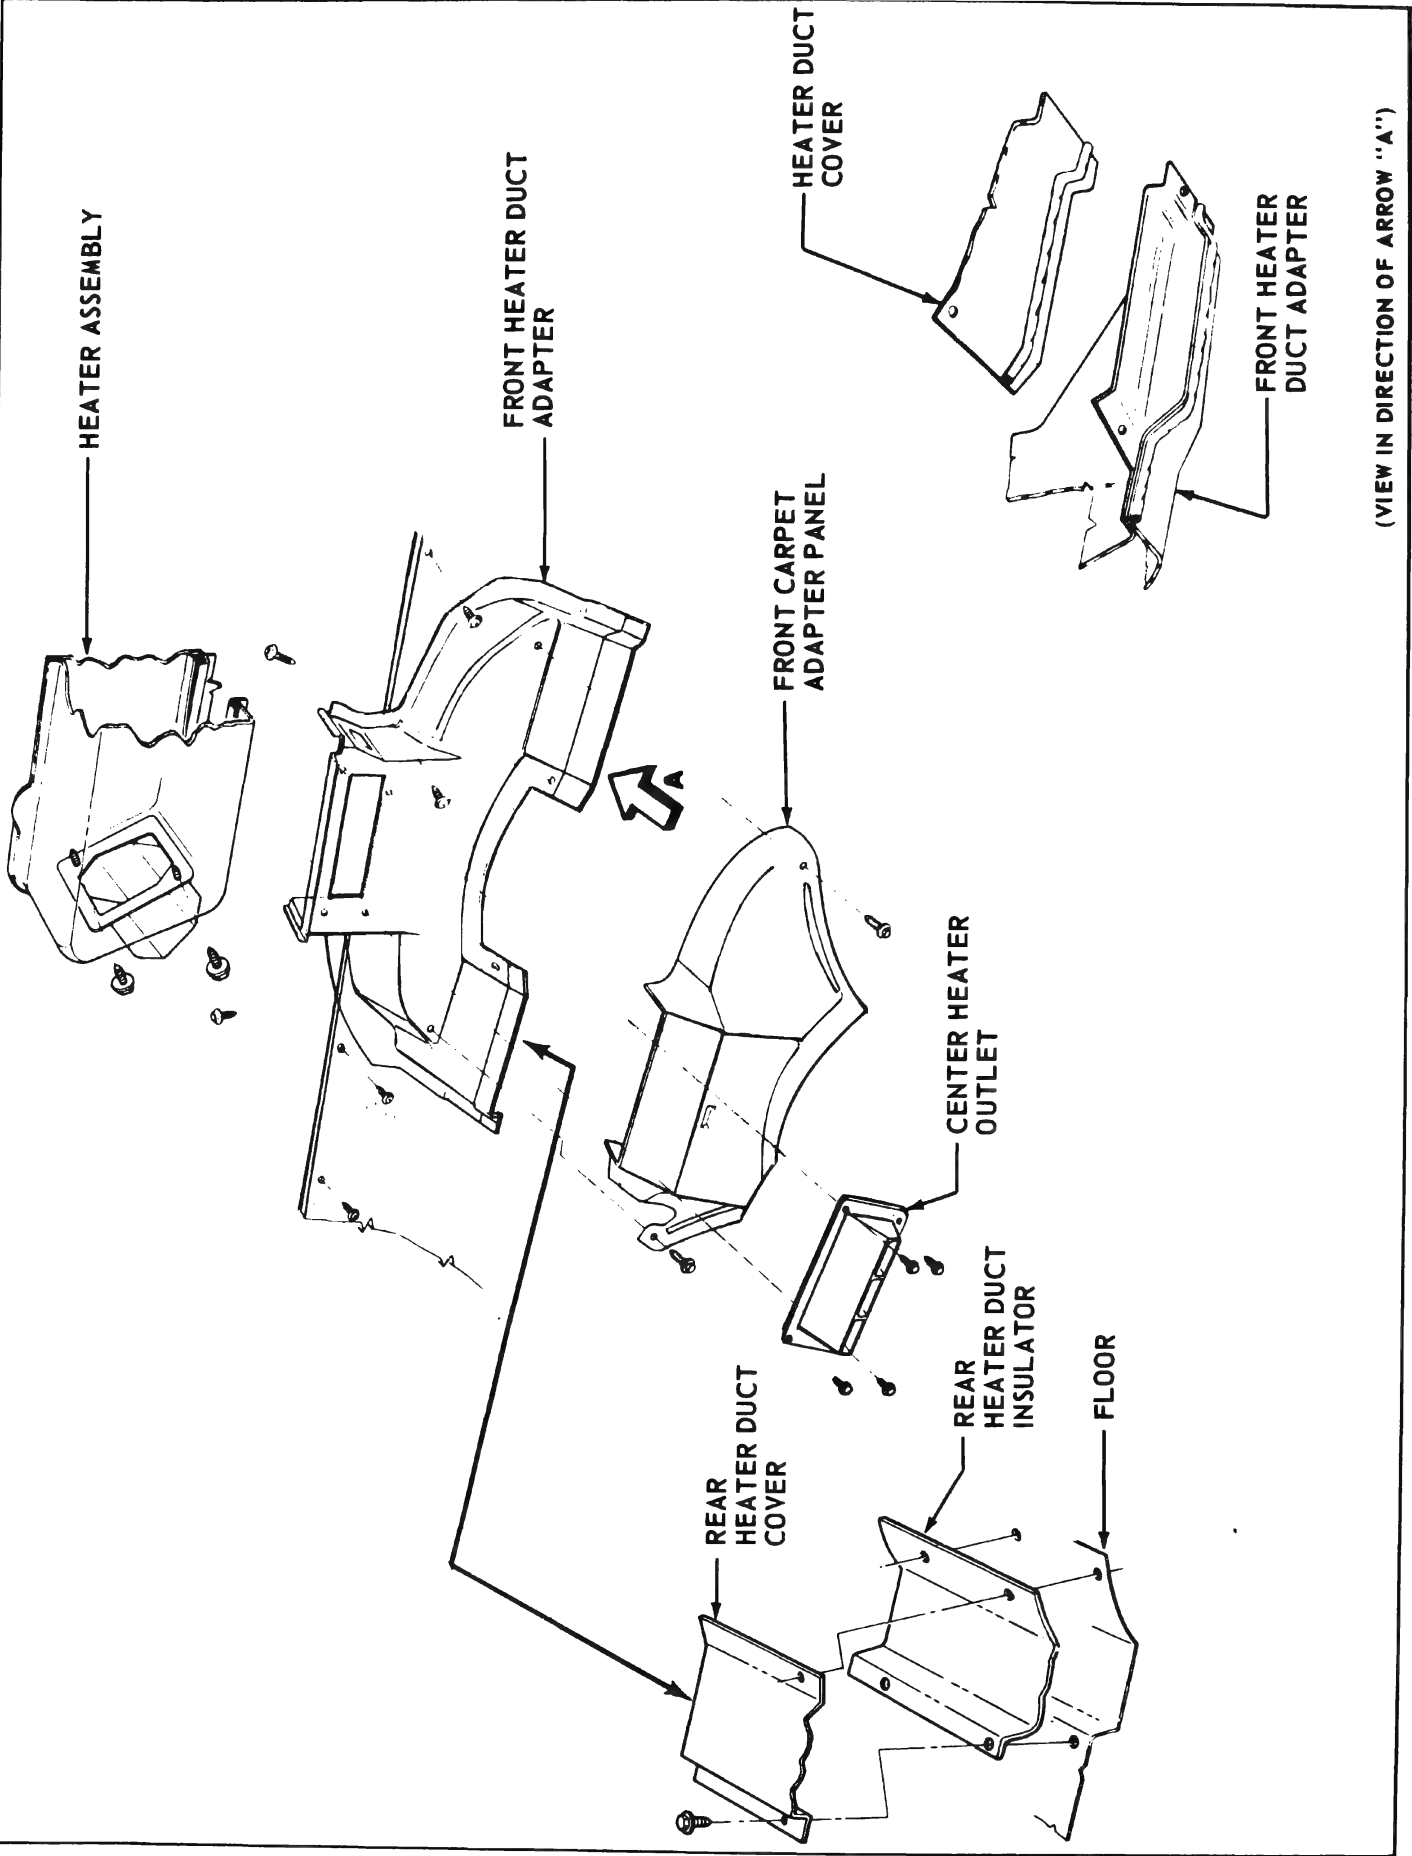 HEATER ASSEMBLY
FRONT HEATER DUCT
ADAPTER
HEATER DUCT
COVER
FRONT CARPET
ADAPTER PANEL
A
FRONT HEATER
DUCT ADAPTER
(VIEW IN DIRECTION OF ARROW "A")
CENTER HEATER
OUTLET
REAR
HEATER DUCT
COVER
REAR
HEATER DUCT
INSULATOR
FLOOR